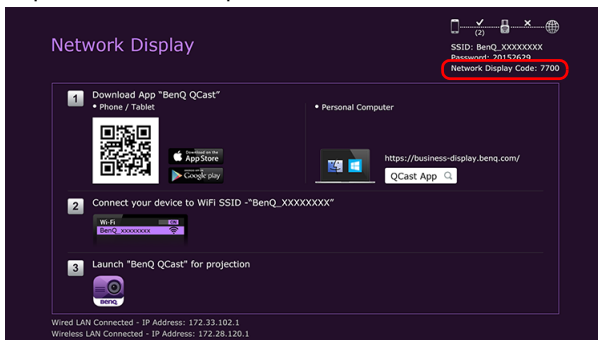 Network Display
(2)
SSID: BenQ_XXXXXXXX
Password: 20152629
Network Display Code: 7700
1
Download App "BenQ QCast"
• Phone / Tablet
Download on the
App Store
Google play
• Personal Computer
https://business-display.benq.com/
QCast App
2
Connect your device to WiFi SSID -"BenQ_XXXXXXXX"
Wi-Fi ON
BenQ_xxxxxxxx
3
Launch "BenQ QCast" for projection
BenQ
Wired LAN Connected - IP Address: 172.33.102.1
Wireless LAN Connected - IP Address: 172.28.120.1